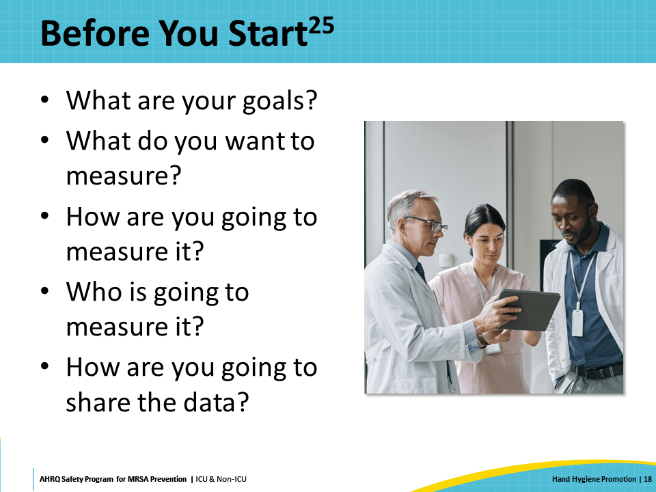 Before You Start25
• What are your goals?
• What do you want to
measure?
• How are you going to
measure it?
• Who is going to
measure it?
• How are you going to
share the data?
AHRQ Safety Program for MRSA Prevention | ICU & Non-ICU
Hand Hygiene Promotion | 18